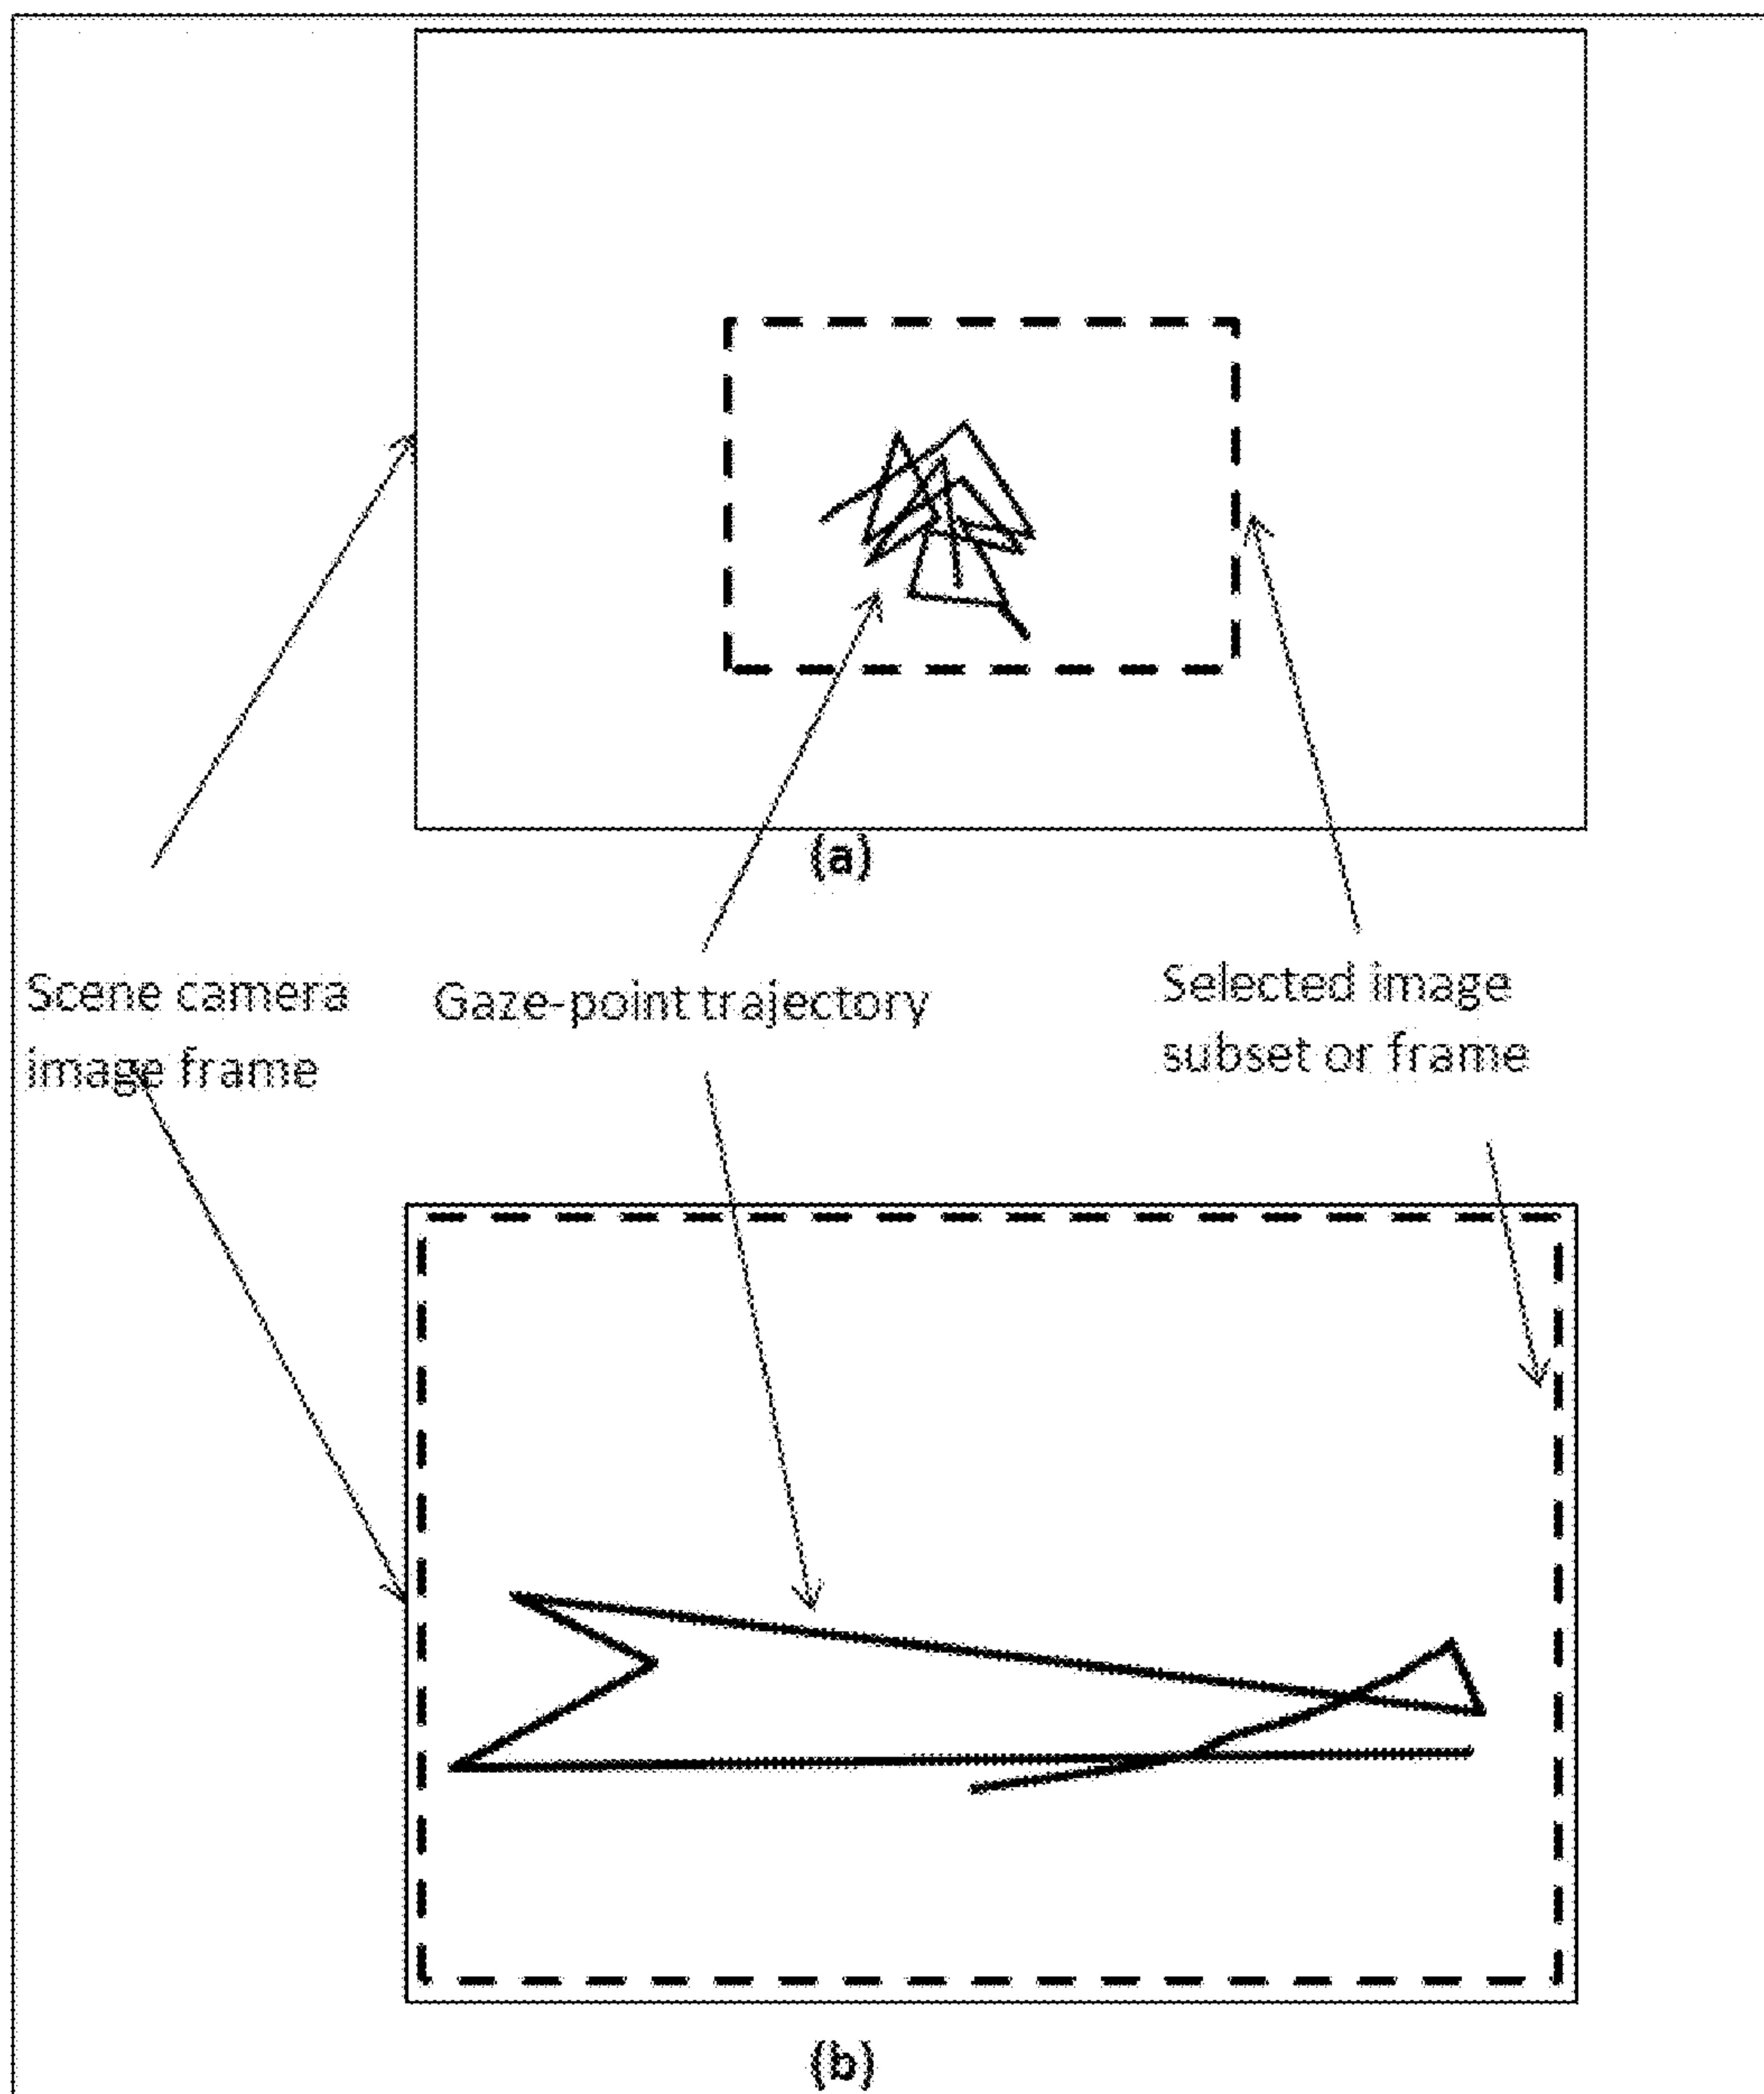 (a)
Scene camera
image frame
Gaze-point trajectory
Selected image
subset or frame
(b)